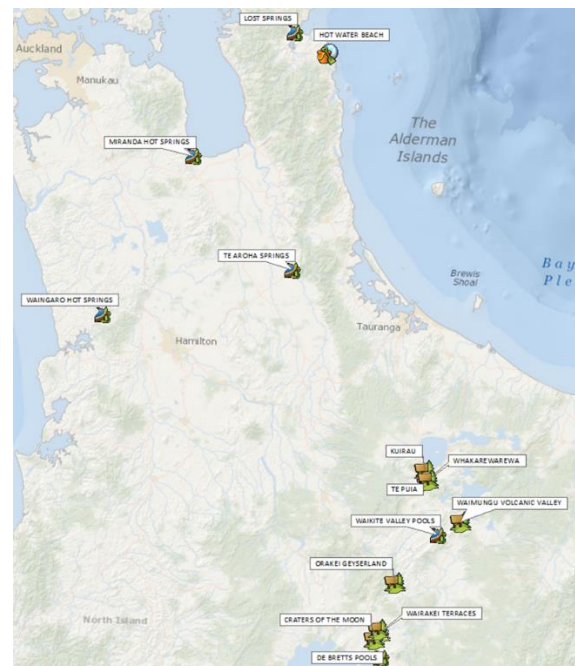 LOST SPRINGS
HOT WATER BEACH
Auckland
Manukau
The
Alderman
Islands
MIRANDA HOT SPRINGS
TE AROHA SPRINGS
Bay
Ple
Brewis
Shoal
WAINGARO HOT SPRINGS
Tauranga
Hamilton
KUIRAU
WHAKAREWAREWA
TE PUIA
WAIMUNGU VOLCANIC VALLEY
WAIKITE VALLEY POOLS
ORAKEI GEYSERLAND
CRATERS OF THE MOON
WAIRAKEI TERRACES
North Island
DE BRETTS POOLS